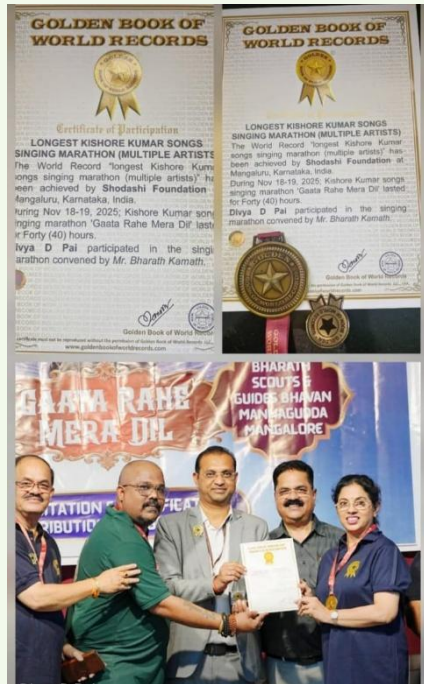 GOLDEN BOOK OF
WORLD RECORDS
Certificate of Participation
LONGEST KISHORE KUMAR SONGS
SINGING MARATHON (MULTIPLE ARTISTS
The World Record "longest Kishore Kum
songs singing marathon (multiple artists)" ha
been achieved by Shodashi Foundation
Mangaluru, Karnataka, India.
During Nov 18-19, 2025; Kishore Kumar son
singing marathon 'Gaata Rahe Mera Dil' lasted
for Forty (40) hours.
Divya D Pai participated in the singi
marathon convened by Mr. Bharath Kamath.
Golden Book of World Recor
www.goldenbookofworldrecords.com
GOLDEN BOOK OF
WORLD RECORDS
LONGEST KISHORE KUMAR SONGS
SINGING MARATHON (MULTIPLE ARTISTS)
The World Record "longest Kishore Kumar
songs singing marathon (multiple artists)" has
been achieved by Shodashi Foundation at
Mangaluru, Karnataka, India.
During Nov 18-19, 2025; Kishore Kumar songs
singing marathon 'Gaata Rahe Mera Dil' lasted
for Forty (40) hours.
Divya D Pai participated in the singing
marathon convened by Mr. Bharath Kamath.
Golden Book of World Records
GAATA RAHE
MERA DIL
BHARATH
SCOUTS &
GUIDES BHAVAN
MANNAGUDDA
MANGALORE